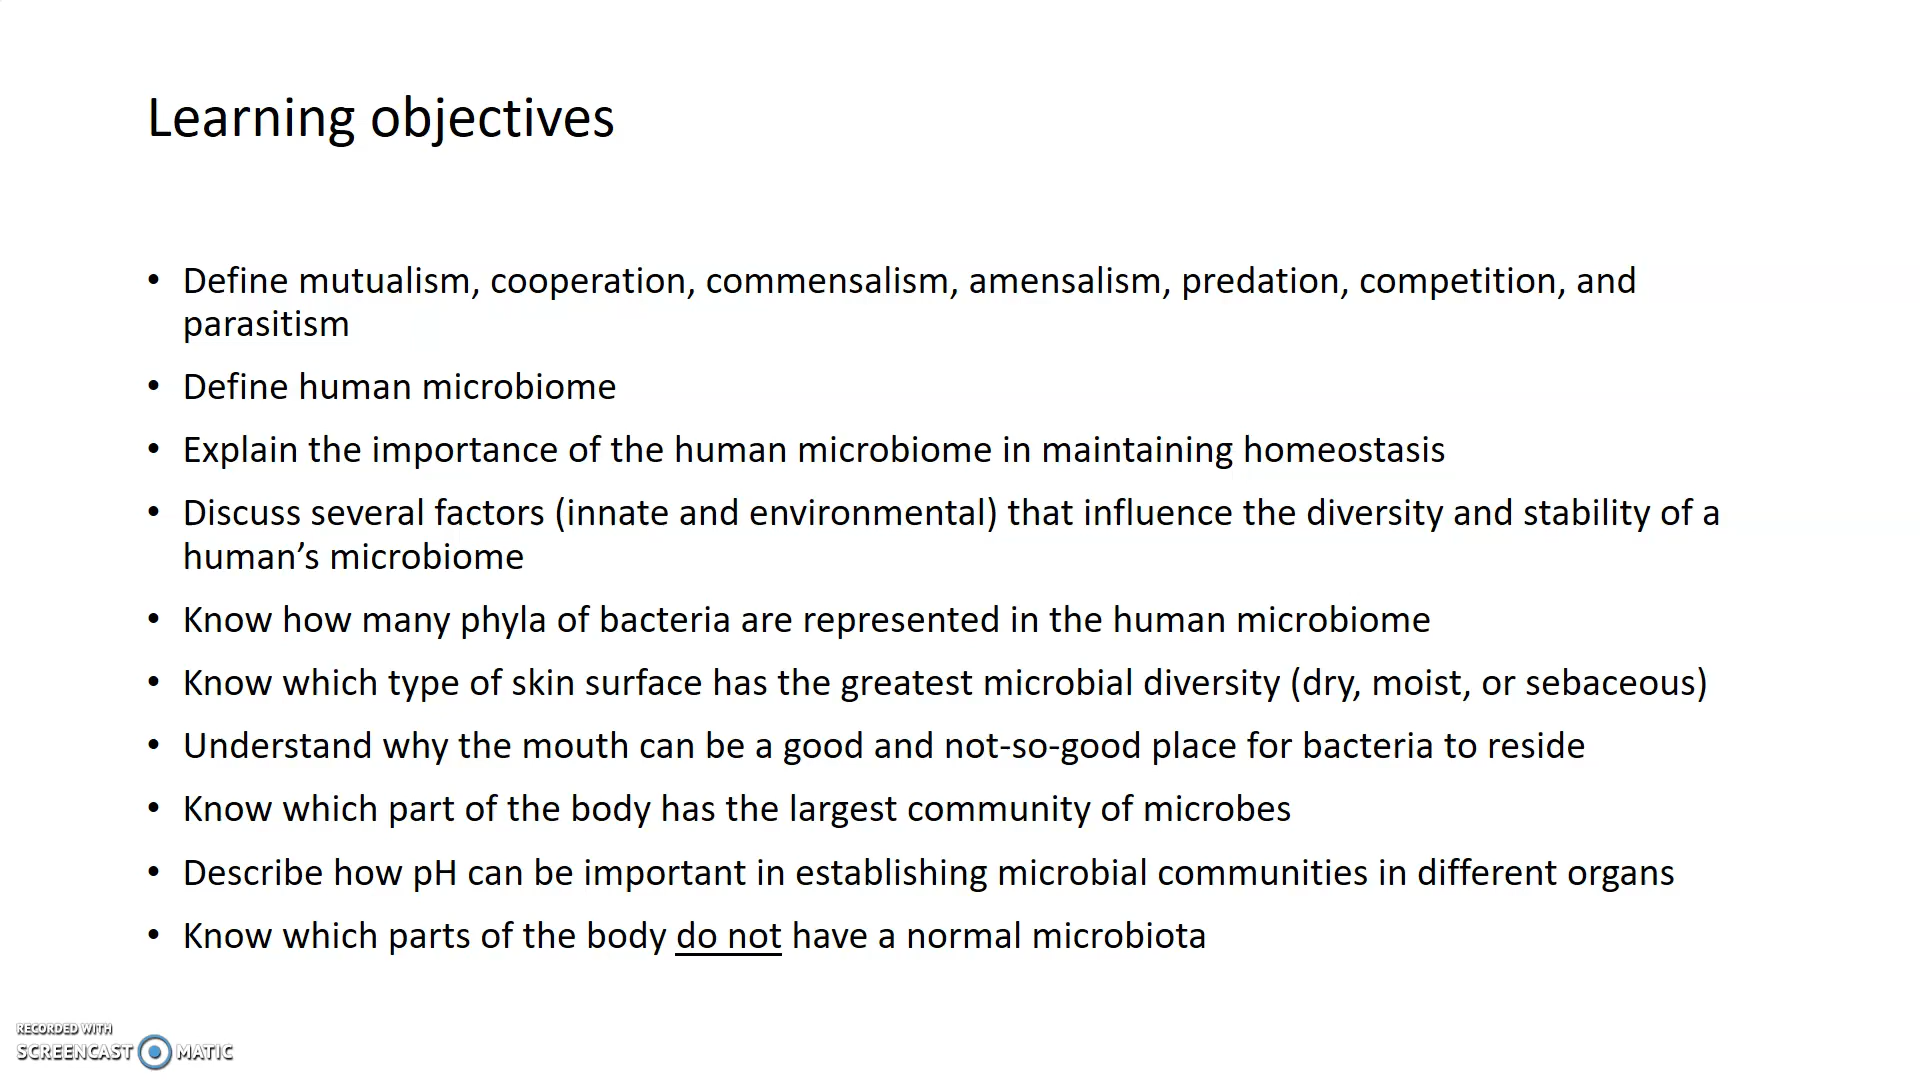 Learning objectives
• Define mutualism, cooperation, commensalism, amensalism, predation, competition, and
parasitism
• Define human microbiome
• Explain the importance of the human microbiome in maintaining homeostasis
• Discuss several factors (innate and environmental) that influence the diversity and stability of a
human’s microbiome
• Know how many phyla of bacteria are represented in the human microbiome
• Know which type of skin surface has the greatest microbial diversity (dry, moist, or sebaceous)
• Understand why the mouth can be a good and not-so-good place for bacteria to reside
• Know which part of the body has the largest community of microbes
• Describe how pH can be important in establishing microbial communities in different organs
• Know which parts of the body do not have a normal microbiota
RECORDED WITH
SCREENCAST MATIC